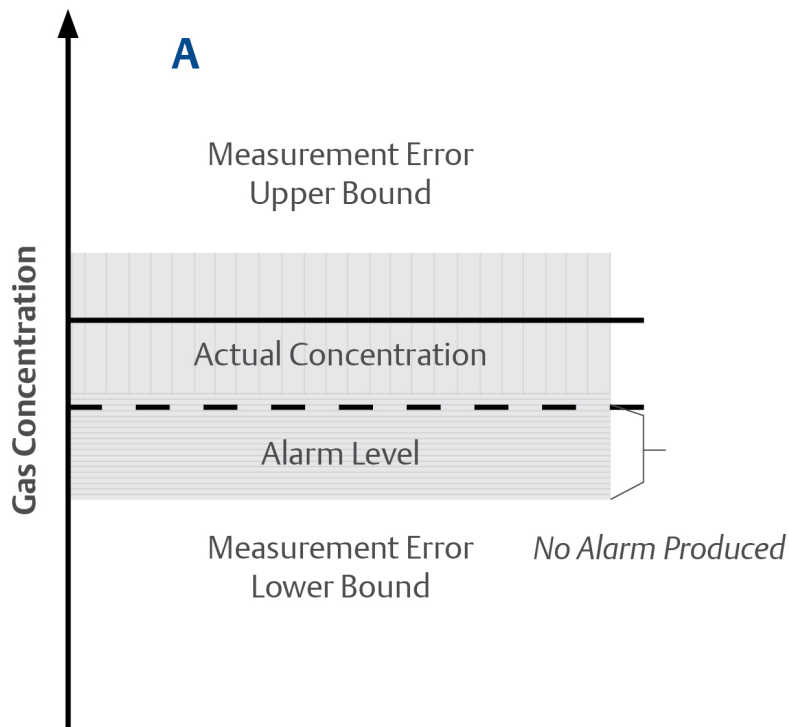 A
Measurement Error
Upper Bound
Gas Concentration
Actual Concentration
Alarm Level
Measurement Error
Lower Bound
No Alarm Produced